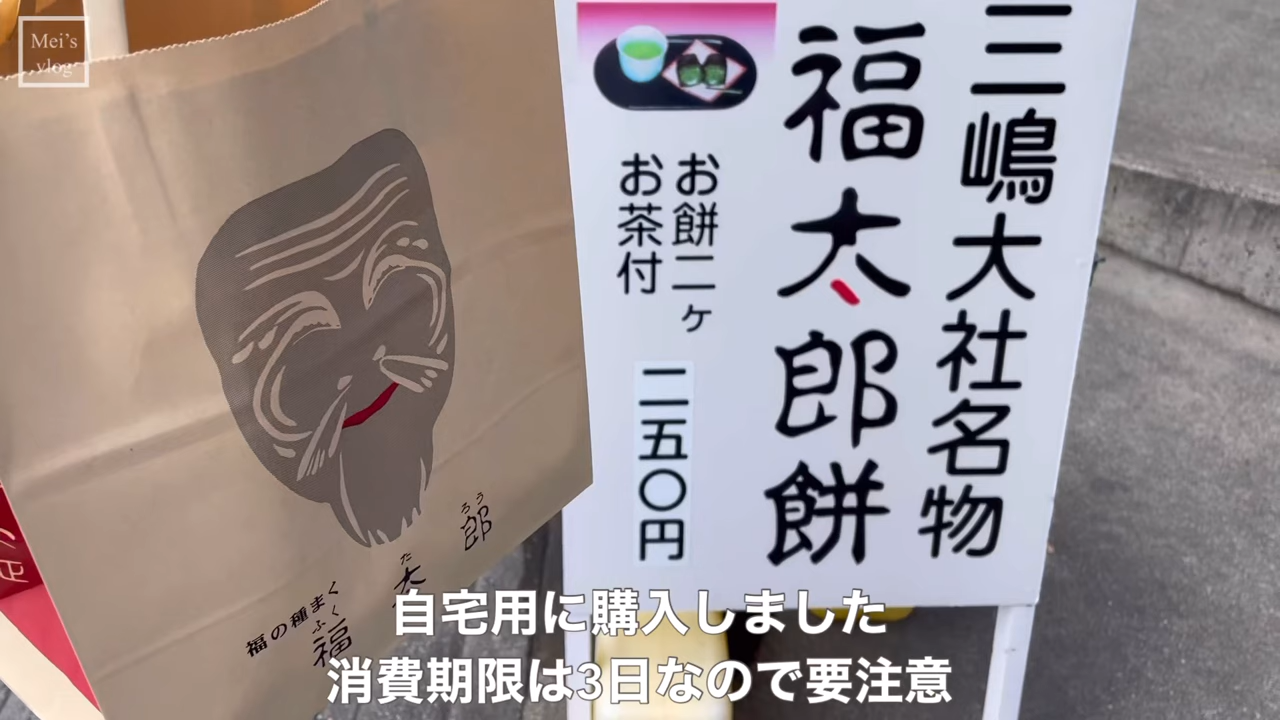 Mei's
vlog
三嶋大社名物
福太郎餅
お餅二ヶ
お茶付
二五〇円
ろう
郎
た
太
ふく
福
福の種まく
自宅用に購入しました
消費期限は3日なので要注意